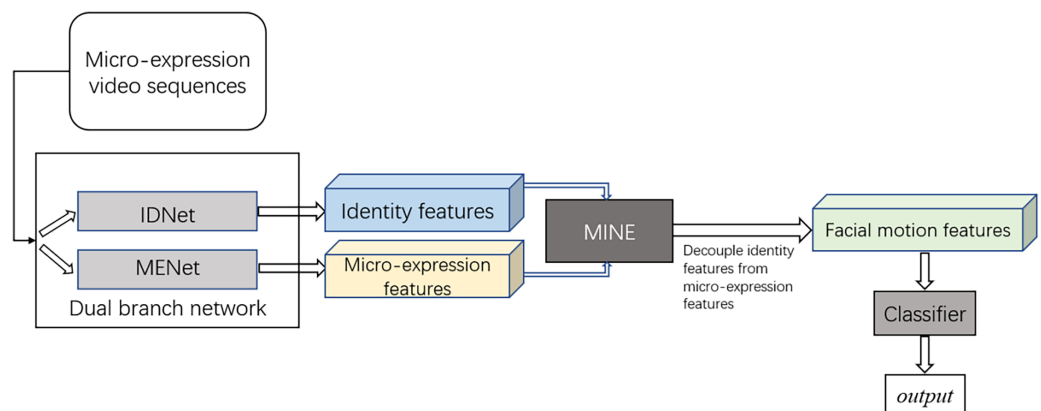 Micro-expression
video sequences
IDNet
MENet
Dual branch network
Identity features
Micro-expression
features
MINE
Decouple identity
features from
micro-expression
features
Facial motion features
Classifier
output